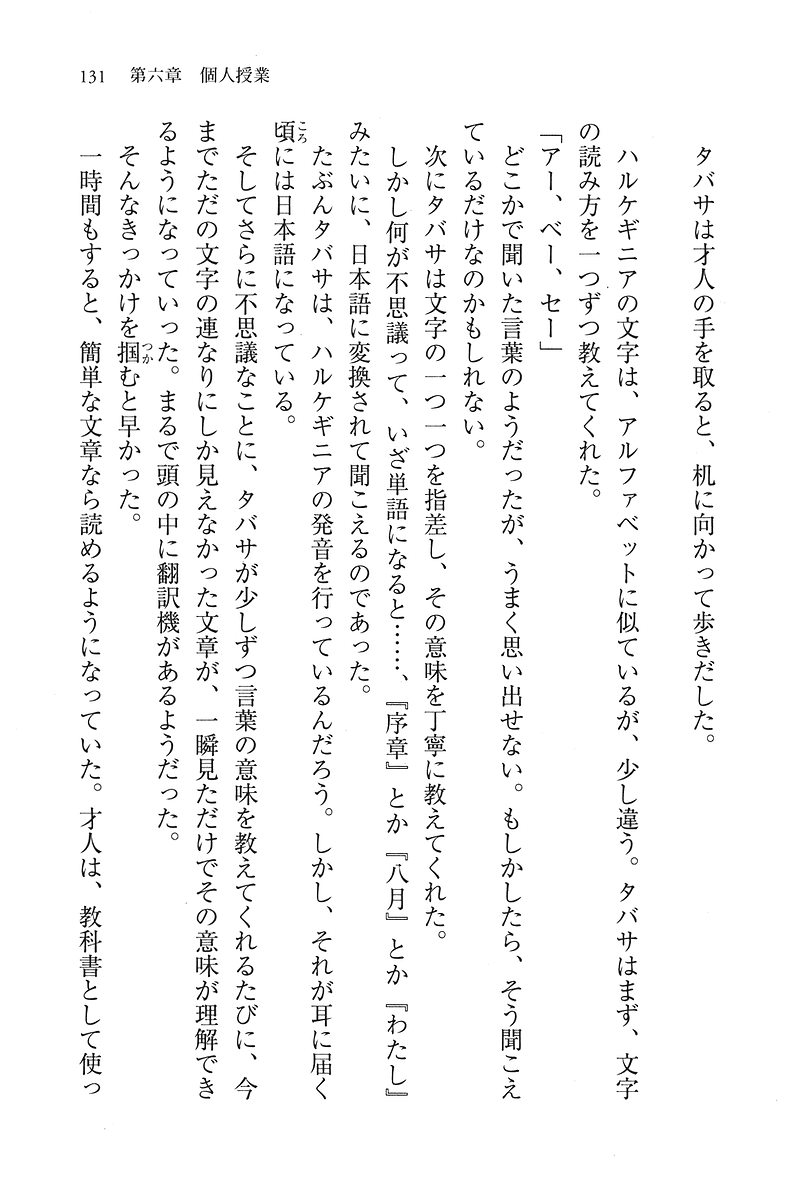 131　第六章　個人授業
タバサは才人の手を取ると、机に向かって歩きだした。
ハルケギニアの文字は、アルファベットに似ているが、少し違う。タバサはまず、文字
の読み方を一つずつ教えてくれた。
「アー、ベー、セー」
どこかで聞いた言葉のようだったが、うまく思い出せない。もしかしたら、そう聞こえ
ているだけなのかもしれない。
次にタバサは文字の一つ一つを指差し、その意味を丁寧に教えてくれた。
しかし何が不思議って、いざ単語になると……、『序章』とか『八月』とか『わたし』
みたいに、日本語に変換されて聞こえるのであった。
たぶんタバサは、ハルケギニアの発音を行っているんだろう。しかし、それが耳に届く
頃ころには日本語になっている。
そしてさらに不思議なことに、タバサが少しずつ言葉の意味を教えてくれるたびに、今
までただの文字の連なりにしか見えなかった文章が、一瞬見ただけでその意味が理解でき
るようになっていった。まるで頭の中に翻訳機があるようだった。
そんなきっかけを掴つかむと早かった。
一時間もすると、簡単な文章なら読めるようになっていた。才人は、教科書として使っ